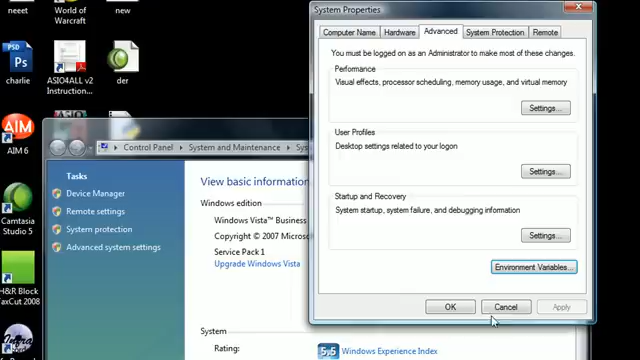 neeet
World of
Warcraft
new
Ps
charlie
ASIO4ALL v2
Instruction...
der
AIM
AIM 6
Camtasia
Studio 5
H&R Block
TaxCut 2008
System Properties
Computer Name
Hardware
Advanced
System Protection
Remote
You must be logged on as an Administrator to make most of these changes.
Performance
Visual effects, processor scheduling, memory usage, and virtual memory
Settings...
User Profiles
Desktop settings related to your logon
Settings...
Startup and Recovery
System startup, system failure, and debugging information
Settings...
Environment Variables...
OK
Cancel
Apply
Control Panel
System and Maintenance
Tasks
Device Manager
Remote settings
System protection
Advanced system settings
View basic information
Windows edition
Windows Vista™ Business
Copyright © 2007
Service Pack 1
Upgrade Windows Vista
System
Rating:
5,5
Windows Experience Index